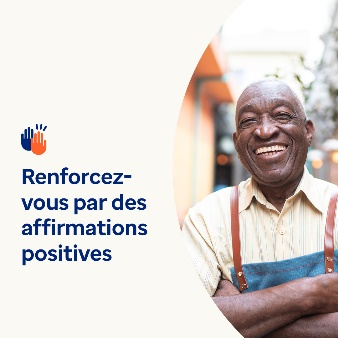 Renforcez-
vous par des
affirmations
positives